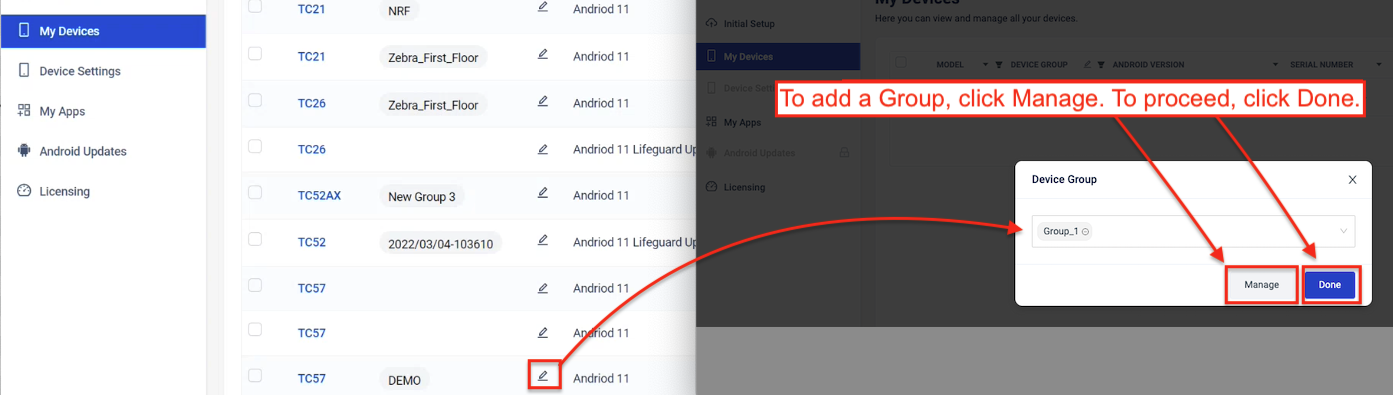 My Devices
Device Settings
My Apps
Android Updates
Licensing
TC21 NRF Andriod 11
TC21 Zebra_First_Floor Andriod 11
TC26 Zebra_First_Floor Andriod 11
TC26 Andriod 11 Lifeguard Up
TC52AX New Group 3 Andriod 11
TC52 2022/03/04-103610 Andriod 11 Lifeguard Up
TC57 Andriod 11
TC57 Andriod 11
TC57 DEMO Andriod 11
My Devices
Here you can view and manage all your devices.
Initial Setup
My Devices
Device Setti
My Apps
Android Updates
Licensing
MODEL DEVICE GROUP ANDROID VERSION SERIAL NUMBER
To add a Group, click Manage. To proceed, click Done.
Device Group
Group_1
Manage Done